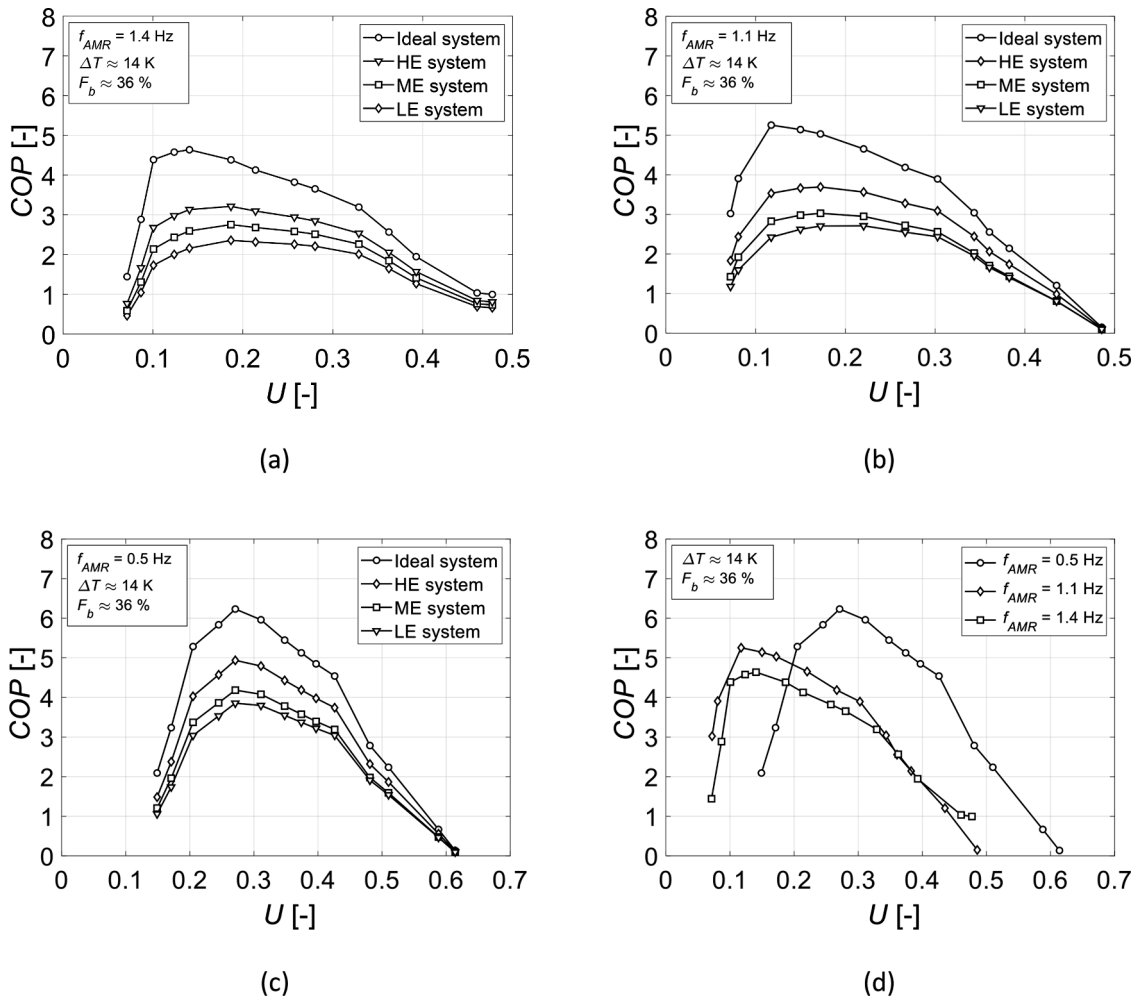 f_AMR = 1.4 Hz
ΔT ≈ 14 K
F_b ≈ 36 %
Ideal system
HE system
ME system
LE system
COP [-]
8
7
6
5
4
3
2
1
0
0 0.1 0.2 0.3 0.4 0.5
U [-]
(a)
f_AMR = 1.1 Hz
ΔT ≈ 14 K
F_b ≈ 36 %
Ideal system
HE system
ME system
LE system
COP [-]
8
7
6
5
4
3
2
1
0
0 0.1 0.2 0.3 0.4 0.5
U [-]
(b)
f_AMR = 0.5 Hz
ΔT ≈ 14 K
F_b ≈ 36 %
Ideal system
HE system
ME system
LE system
COP [-]
8
7
6
5
4
3
2
1
0
0 0.1 0.2 0.3 0.4 0.5 0.6 0.7
U [-]
(c)
ΔT ≈ 14 K
F_b ≈ 36 %
f_AMR = 0.5 Hz
f_AMR = 1.1 Hz
f_AMR = 1.4 Hz
COP [-]
8
7
6
5
4
3
2
1
0
0 0.1 0.2 0.3 0.4 0.5 0.6 0.7
U [-]
(d)